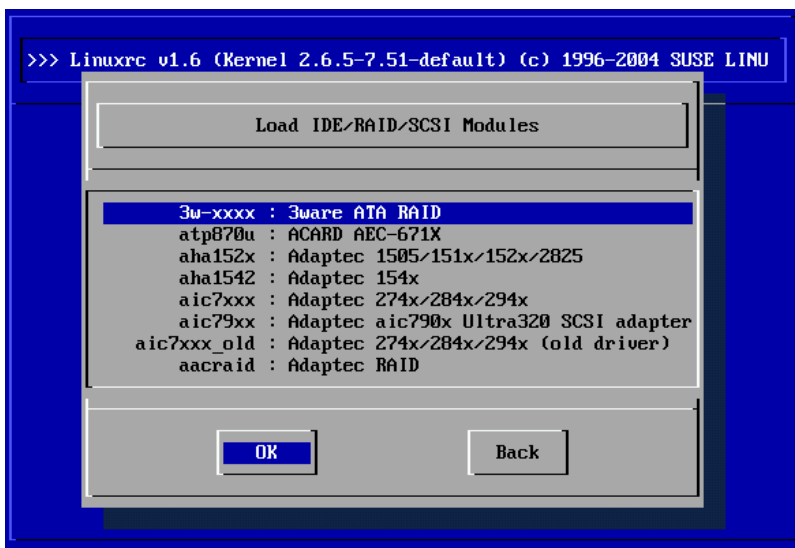 >>> Linuxrc v1.6 (Kernel 2.6.5-7.51-default) (c) 1996-2004 SUSE LINU
Load IDE/RAID/SCSI Modules
3w-xxxx : 3ware ATA RAID
atp870u : ACARD AEC-671X
aha152x : Adaptec 1505/151x/152x/2825
aha1542 : Adaptec 154x
aic7xxx : Adaptec 274x/284x/294x
aic79xx : Adaptec aic790x Ultra320 SCSI adapter
aic7xxx_old : Adaptec 274x/284x/294x (old driver)
aacraid : Adaptec RAID
OK Back